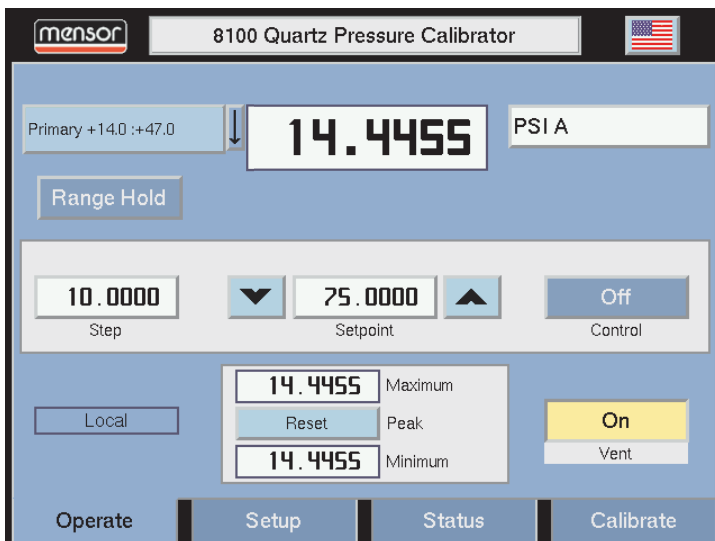 mensor
8100 Quartz Pressure Calibrator
Primary +14.0 :+47.0
14.4455
PSI A
Range Hold
10.0000
75.0000
Off
Step
Setpoint
Control
14.4455 Maximum
Local
Reset
Peak
On
14.4455 Minimum
Vent
Operate
Setup
Status
Calibrate